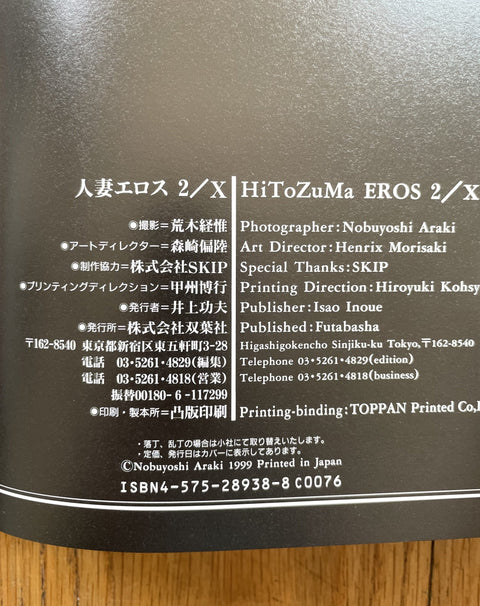 人妻エロス 2/X
HiToZuMa EROS 2/X
●撮影=荒木経惟
Photographer:Nobuyoshi Araki
●アートディレクター=森崎偏陸
Art Director:Henrix Morisaki
●制作協力=株式会社SKIP
Special Thanks:SKIP
●プリンティングディレクション=甲州博行
Printing Direction:Hiroyuki Kohsy
●発行者=井上功夫
Publisher:Isao Inoue
●発行所=株式会社双葉社
Published:Futabasha
〒162-8540 東京都新宿区東五軒町3-28
Higashigokencho Sinjiku-ku Tokyo,〒162-8540
電話 03・5261・4829(編集)
Telephone 03・5261・4829(edition)
電話 03・5261・4818(営業)
Telephone 03・5261・4818(business)
振替00180-6-117299
●印刷・製本所=凸版印刷
Printing-binding:TOPPAN Printed Co,
・落丁、乱丁の場合は小社にて取り替えいたします。
・定価、発行日はカバーに表示してあります。
©Nobuyoshi Araki 1999 Printed in Japan
ISBN4-575-28938-8 C0076